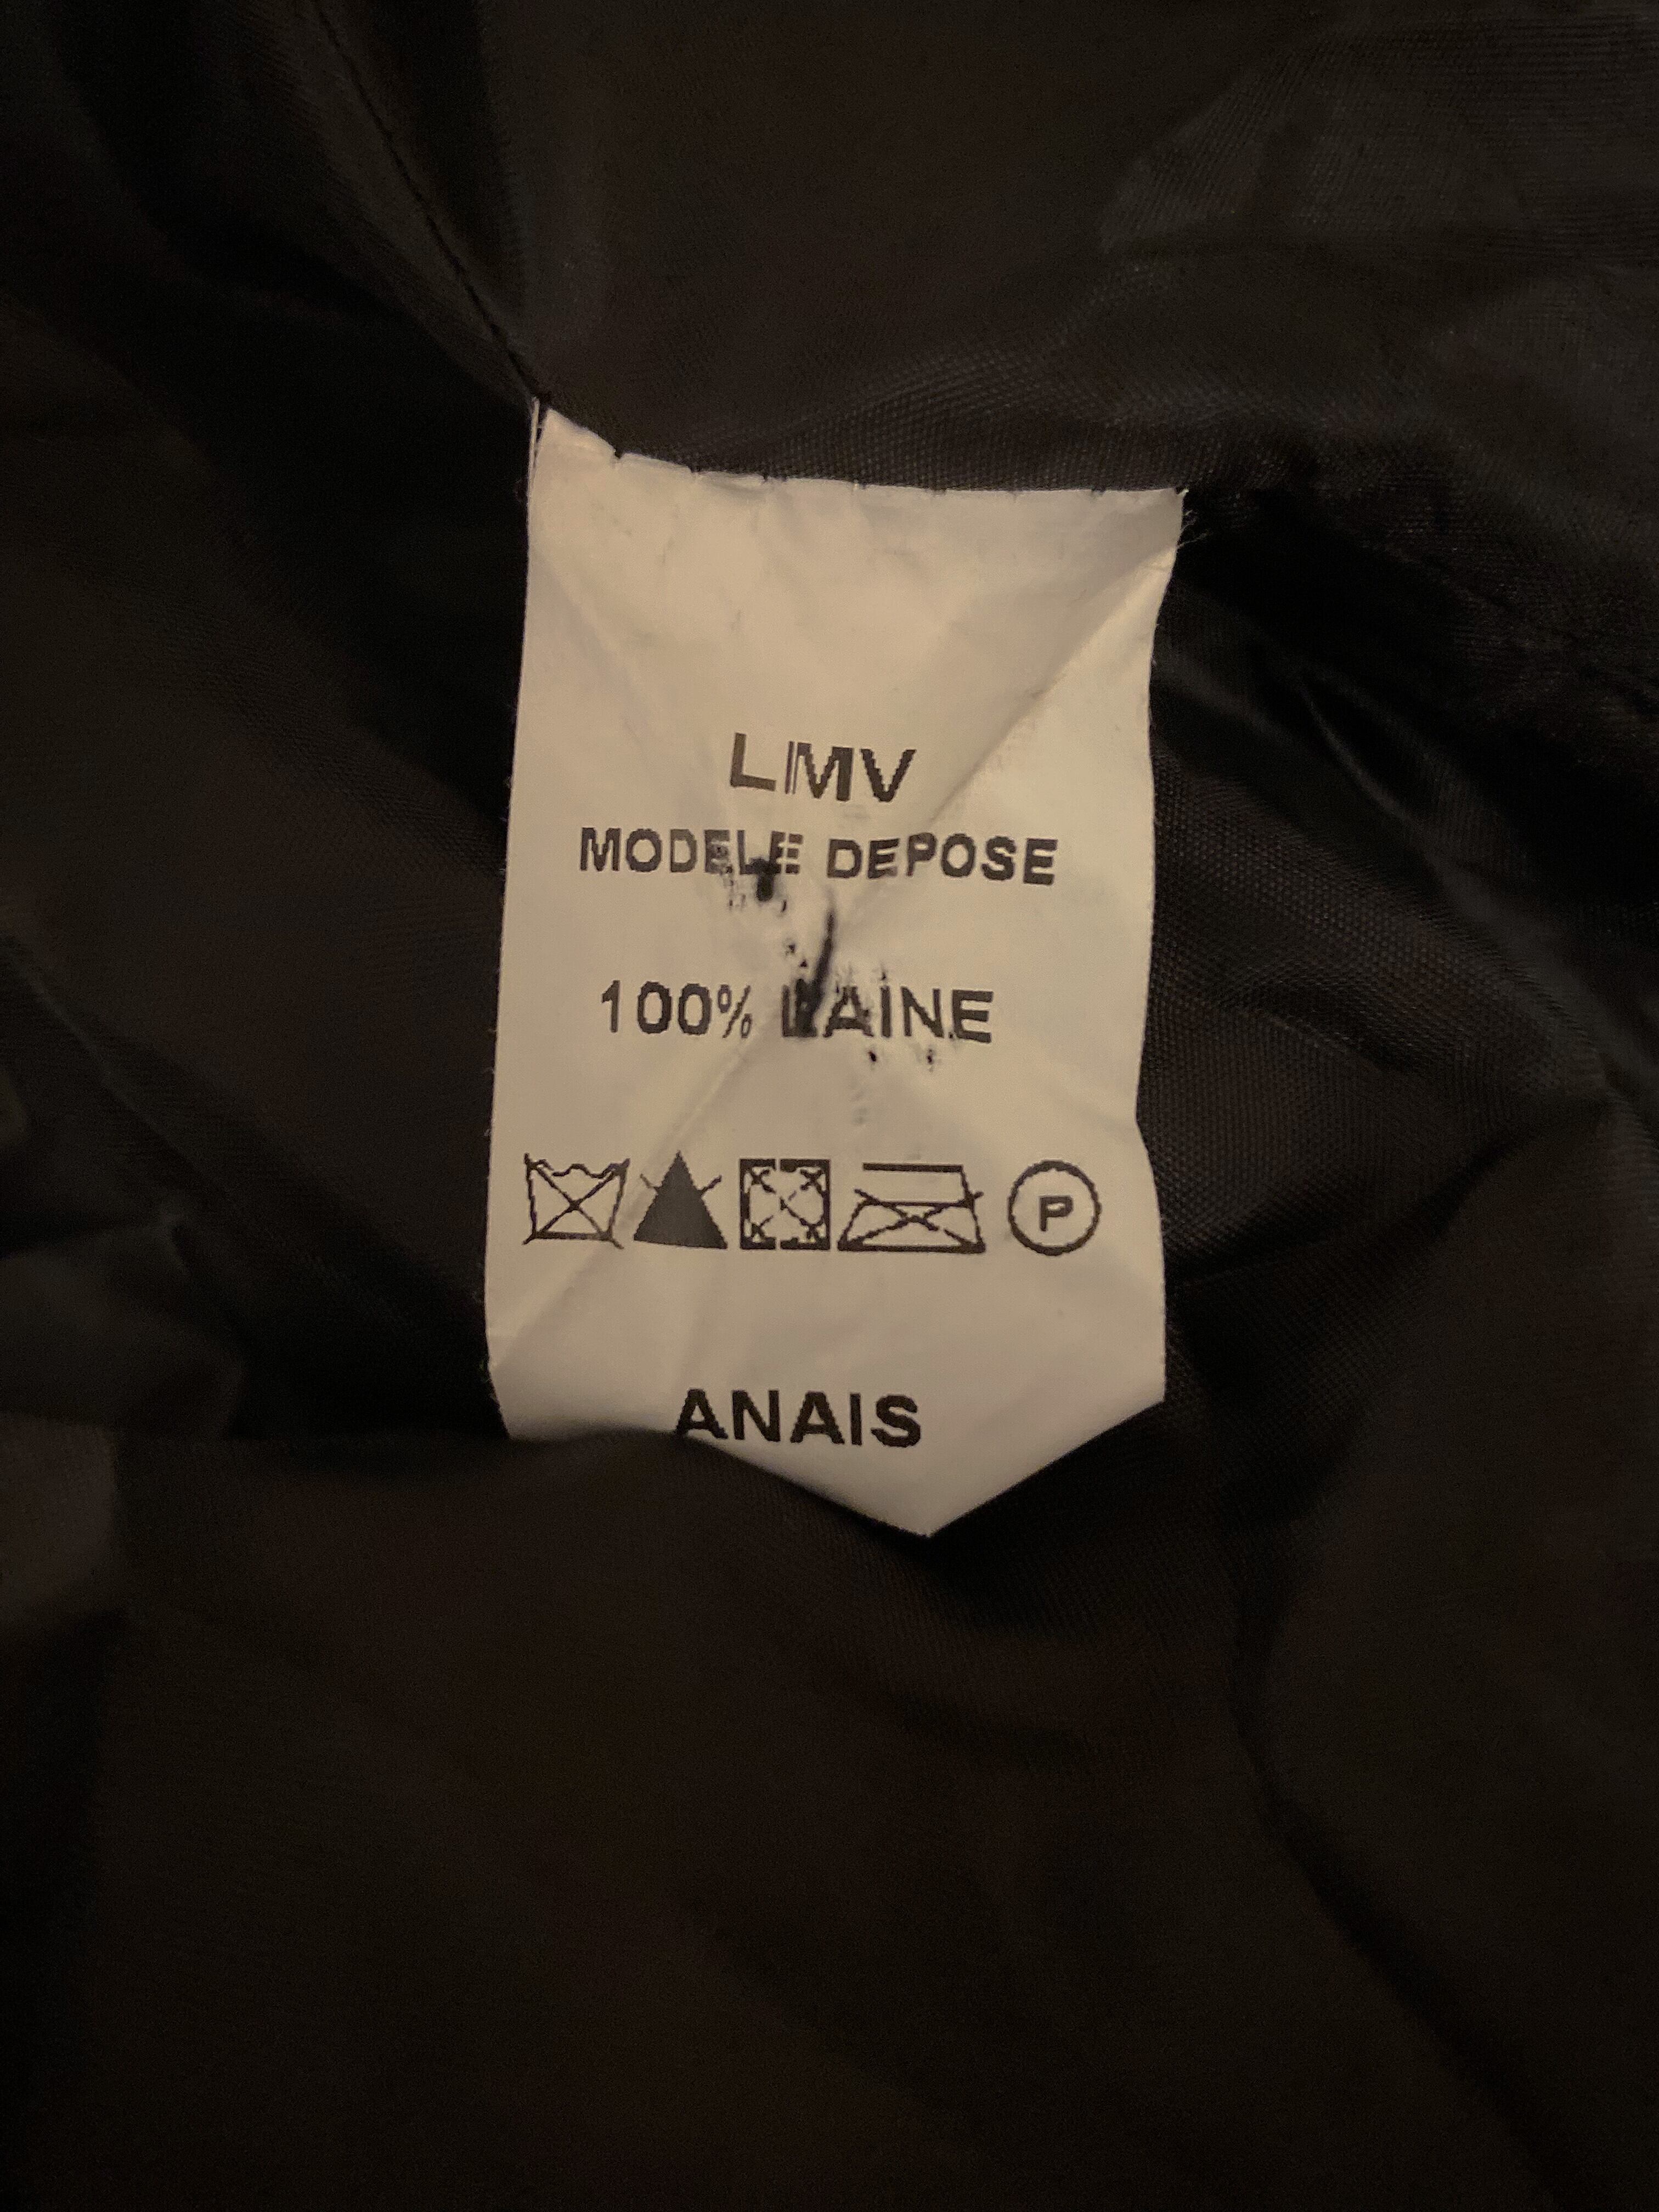 LMV
MODELE DEPOSE
100% LAINE
P
ANAIS